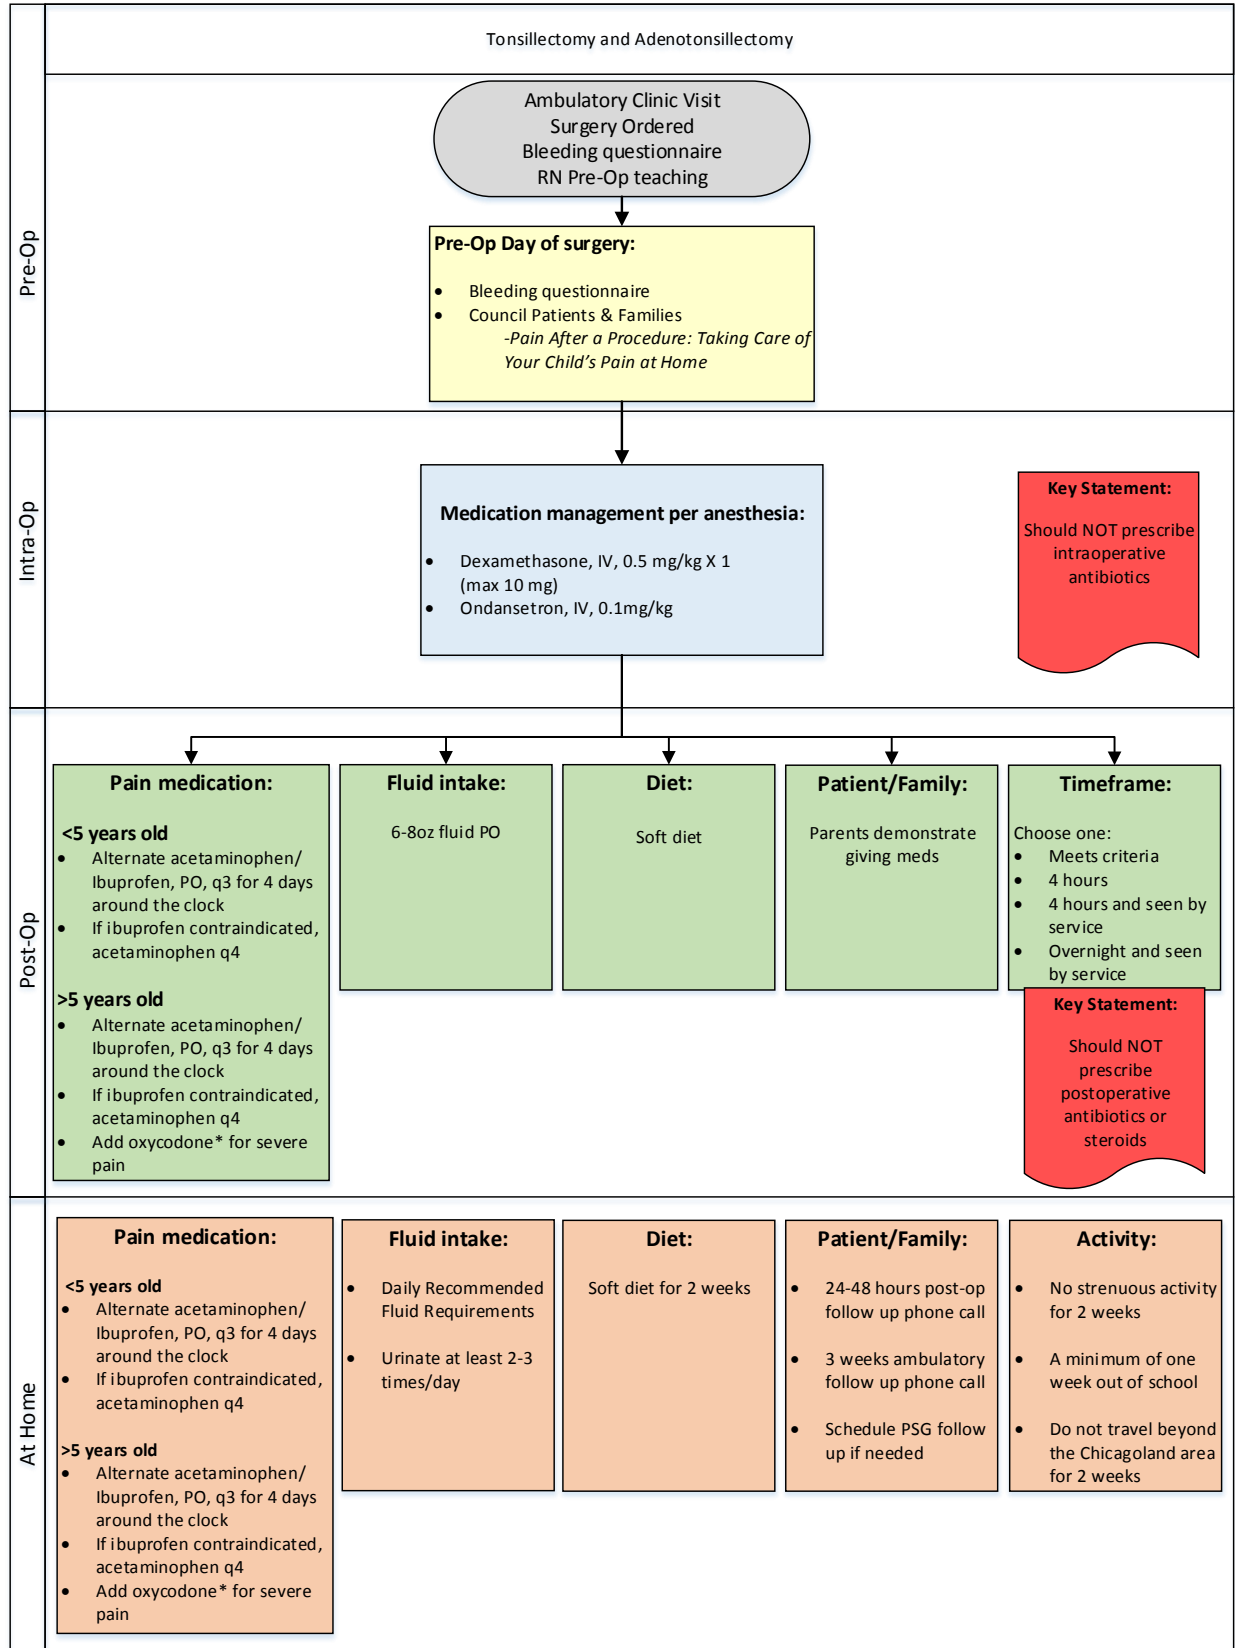 Tonsillectomy and Adenotonsillectomy
Pre-Op
Ambulatory Clinic Visit
Surgery Ordered
Bleeding questionnaire
RN Pre-Op teaching
Pre-Op Day of surgery:
• Bleeding questionnaire
• Council Patients & Families
-Pain After a Procedure: Taking Care of
Your Child's Pain at Home
Intra-Op
Medication management per anesthesia:
• Dexamethasone, IV, 0.5 mg/kg X 1
(max 10 mg)
• Ondansetron, IV, 0.1mg/kg
Key Statement:
Should NOT prescribe
intraoperative
antibiotics
Post-Op
Pain medication:
<5 years old
• Alternate acetaminophen/
Ibuprofen, PO, q3 for 4 days
around the clock
• If ibuprofen contraindicated,
acetaminophen q4
>5 years old
• Alternate acetaminophen/
Ibuprofen, PO, q3 for 4 days
around the clock
• If ibuprofen contraindicated,
acetaminophen q4
• Add oxycodone* for severe
pain
Fluid intake:
6-8oz fluid PO
Diet:
Soft diet
Patient/Family:
Parents demonstrate
giving meds
Timeframe:
Choose one:
• Meets criteria
• 4 hours
• 4 hours and seen by
service
• Overnight and seen
by service
Key Statement:
Should NOT
prescribe
postoperative
antibiotics or
steroids
At Home
Pain medication:
<5 years old
• Alternate acetaminophen/
Ibuprofen, PO, q3 for 4 days
around the clock
• If ibuprofen contraindicated,
acetaminophen q4
>5 years old
• Alternate acetaminophen/
Ibuprofen, PO, q3 for 4 days
around the clock
• If ibuprofen contraindicated,
acetaminophen q4
• Add oxycodone* for severe
pain
Fluid intake:
• Daily Recommended
Fluid Requirements
• Urinate at least 2-3
times/day
Diet:
Soft diet for 2 weeks
Patient/Family:
• 24-48 hours post-op
follow up phone call
• 3 weeks ambulatory
follow up phone call
• Schedule PSG follow
up if needed
Activity:
• No strenuous activity
for 2 weeks
• A minimum of one
week out of school
• Do not travel beyond
the Chicagoland area
for 2 weeks